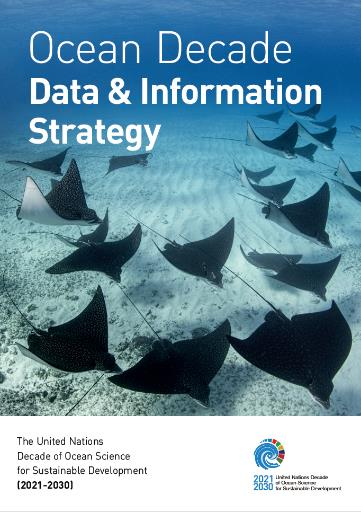 Ocean Decade
Data & Information
Strategy
The United Nations
Decade of Ocean Science
for Sustainable Development
(2021-2030)
2021
2030
United Nations Decade
of Ocean Science
for Sustainable Development